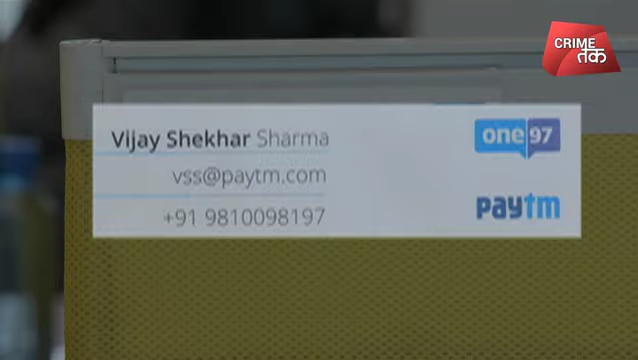 CRIME
तक
Vijay Shekhar Sharma
one97
vss@paytm.com
+91 9810098197
paytm